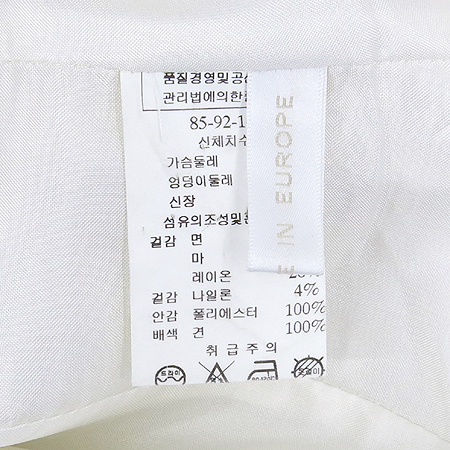 품질경영및공산
관리법에의한
85-92-1
신체치수
가슴둘레
엉덩이둘레
신장
섬유의조성및
겉감 면
마
레이온
겉감 나일론 4%
안감 폴리에스터 100%
배색 견 100%
취급주의
드라이
E IN EUROPE